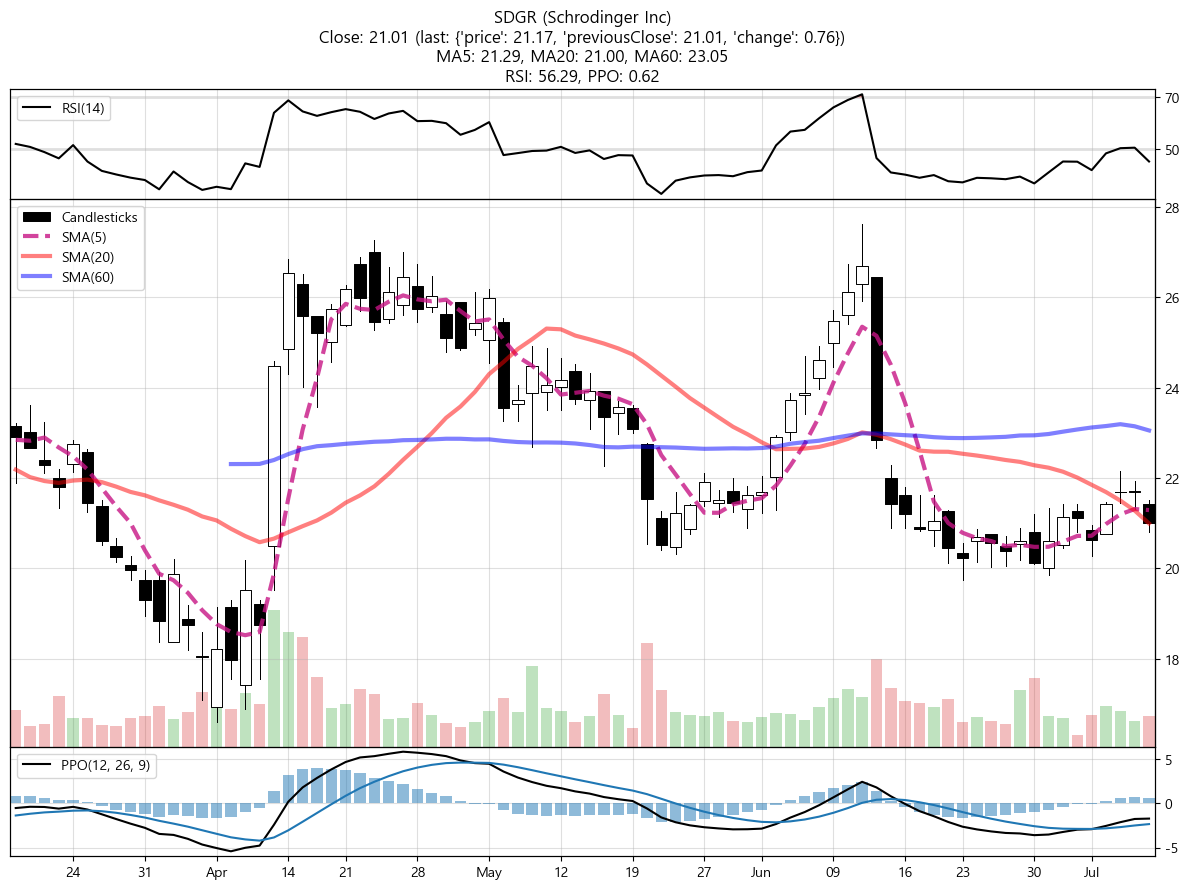 SDGR (Schrodinger Inc)
Close: 21.01 (last: {'price': 21.17, 'previousClose': 21.01, 'change': 0.76})
MA5: 21.29, MA20: 21.00, MA60: 23.05
RSI: 56.29, PPO: 0.62
RSI(14)
70
50
Candlesticks
SMA(5)
SMA(20)
SMA(60)
28
26
24
22
20
18
PPO(12, 26, 9)
5
0
-5
24 31 Apr 14 21 28 May 12 19 27 Jun 09 16 23 30 Jul